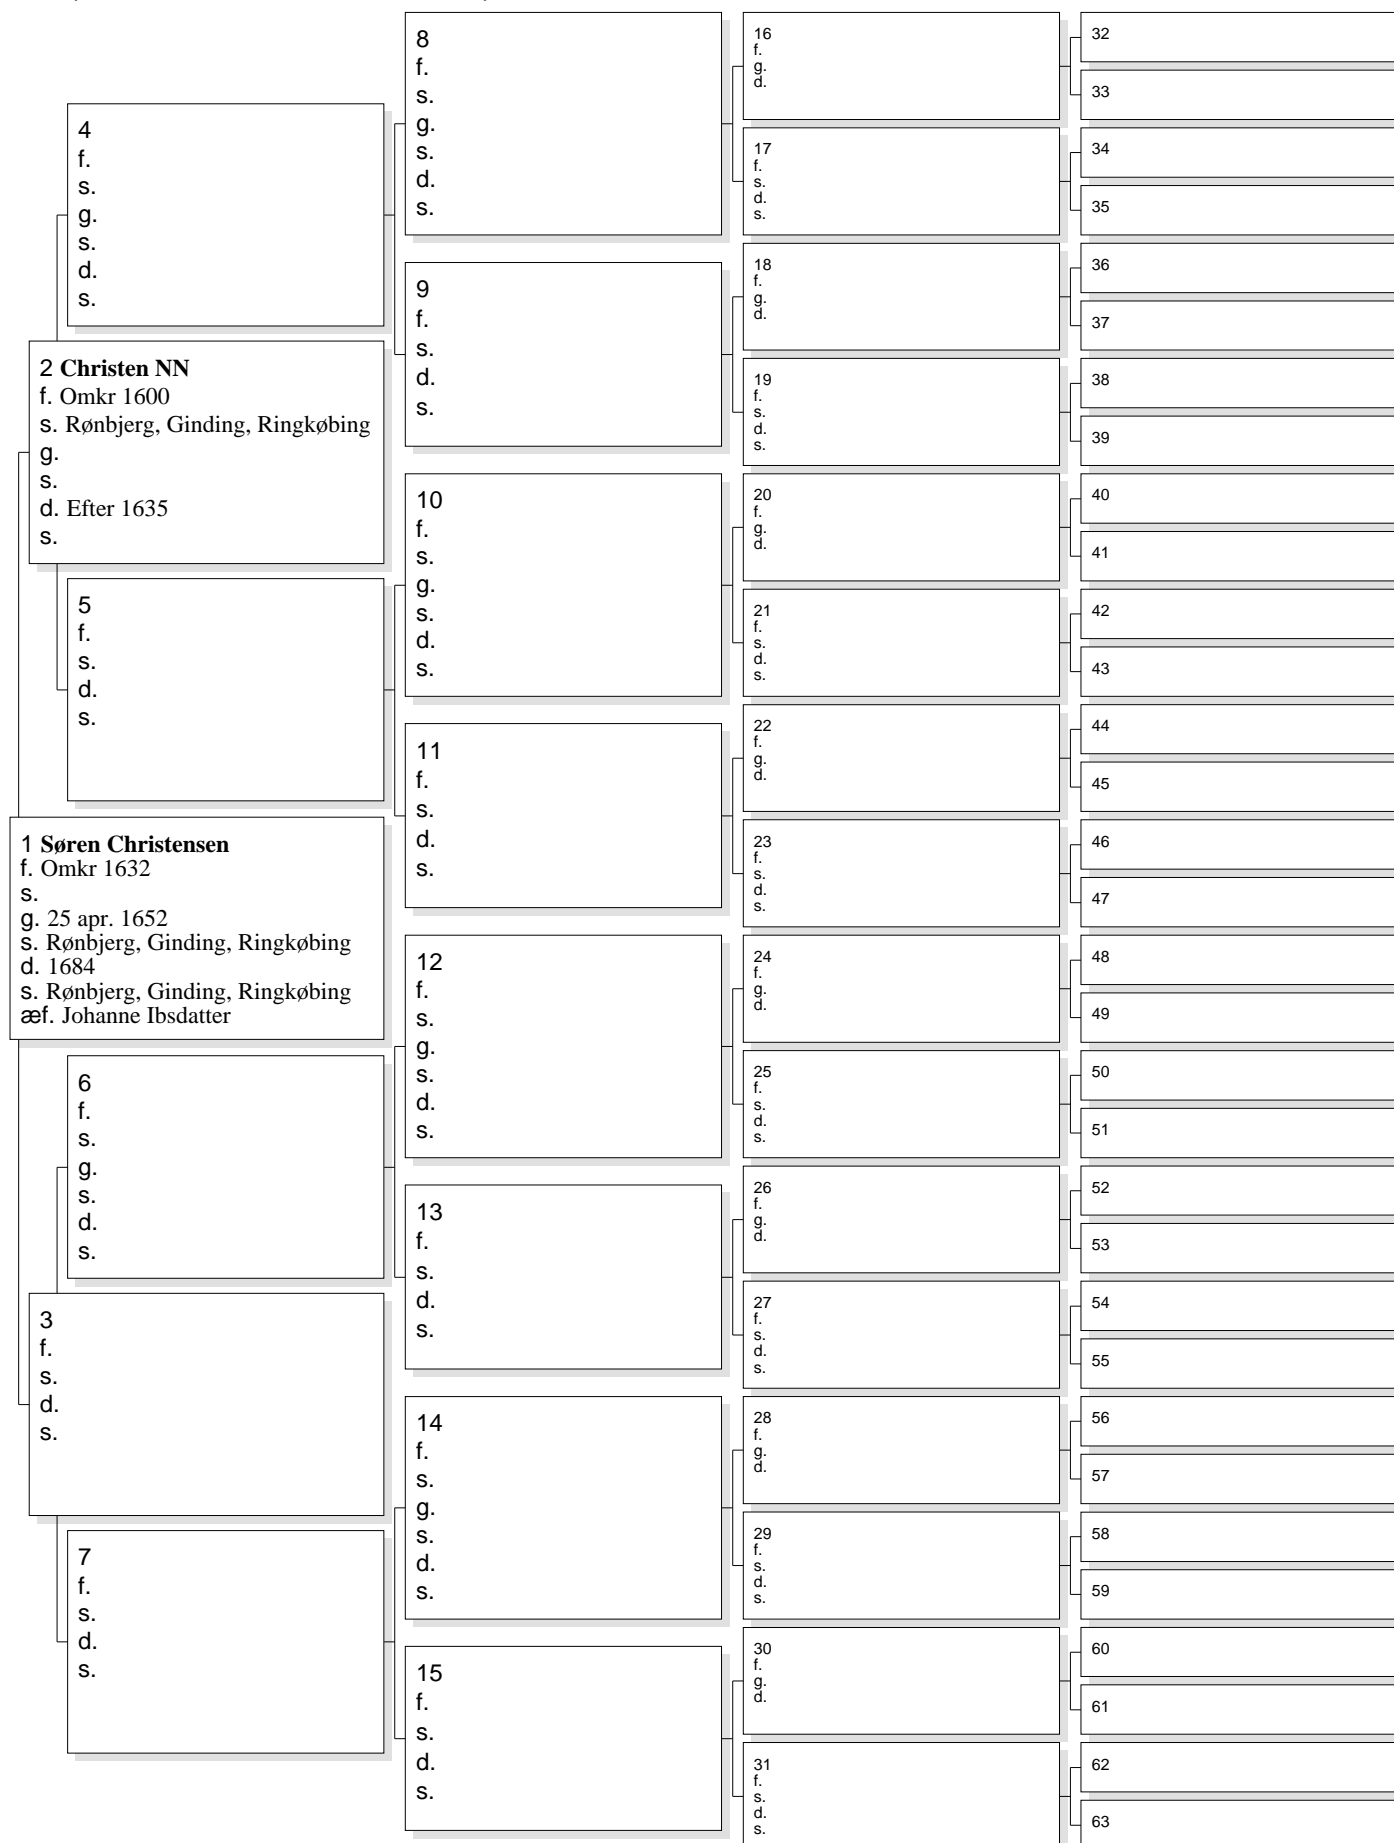 4
f.
s.
g.
s.
d.
s.
2 Christen NN
f. Omkr 1600
s. Rønbjerg, Ginding, Ringkøbing
g.
s.
d. Efter 1635
s.
5
f.
s.
d.
s.
1 Søren Christensen
f. Omkr 1632
s.
g. 25 apr. 1652
s. Rønbjerg, Ginding, Ringkøbing
d. 1684
s. Rønbjerg, Ginding, Ringkøbing
æf. Johanne Ibsdatter
6
f.
s.
g.
s.
d.
s.
3
f.
s.
d.
s.
7
f.
s.
d.
s.
8
f.
s.
g.
s.
d.
s.
9
f.
s.
d.
s.
10
f.
s.
g.
s.
d.
s.
11
f.
s.
d.
s.
12
f.
s.
g.
s.
d.
s.
13
f.
s.
d.
s.
14
f.
s.
g.
s.
d.
s.
15
f.
s.
d.
s.
16
f.
g.
d.
17
f.
s.
d.
s.
18
f.
g.
d.
19
f.
s.
d.
s.
20
f.
g.
d.
21
f.
s.
d.
s.
22
f.
g.
d.
23
f.
s.
d.
s.
24
f.
g.
d.
25
f.
s.
d.
s.
26
f.
g.
d.
27
f.
s.
d.
s.
28
f.
g.
d.
29
f.
s.
d.
s.
30
f.
g.
d.
31
f.
s.
d.
s.
32
33
34
35
36
37
38
39
40
41
42
43
44
45
46
47
48
49
50
51
52
53
54
55
56
57
58
59
60
61
62
63